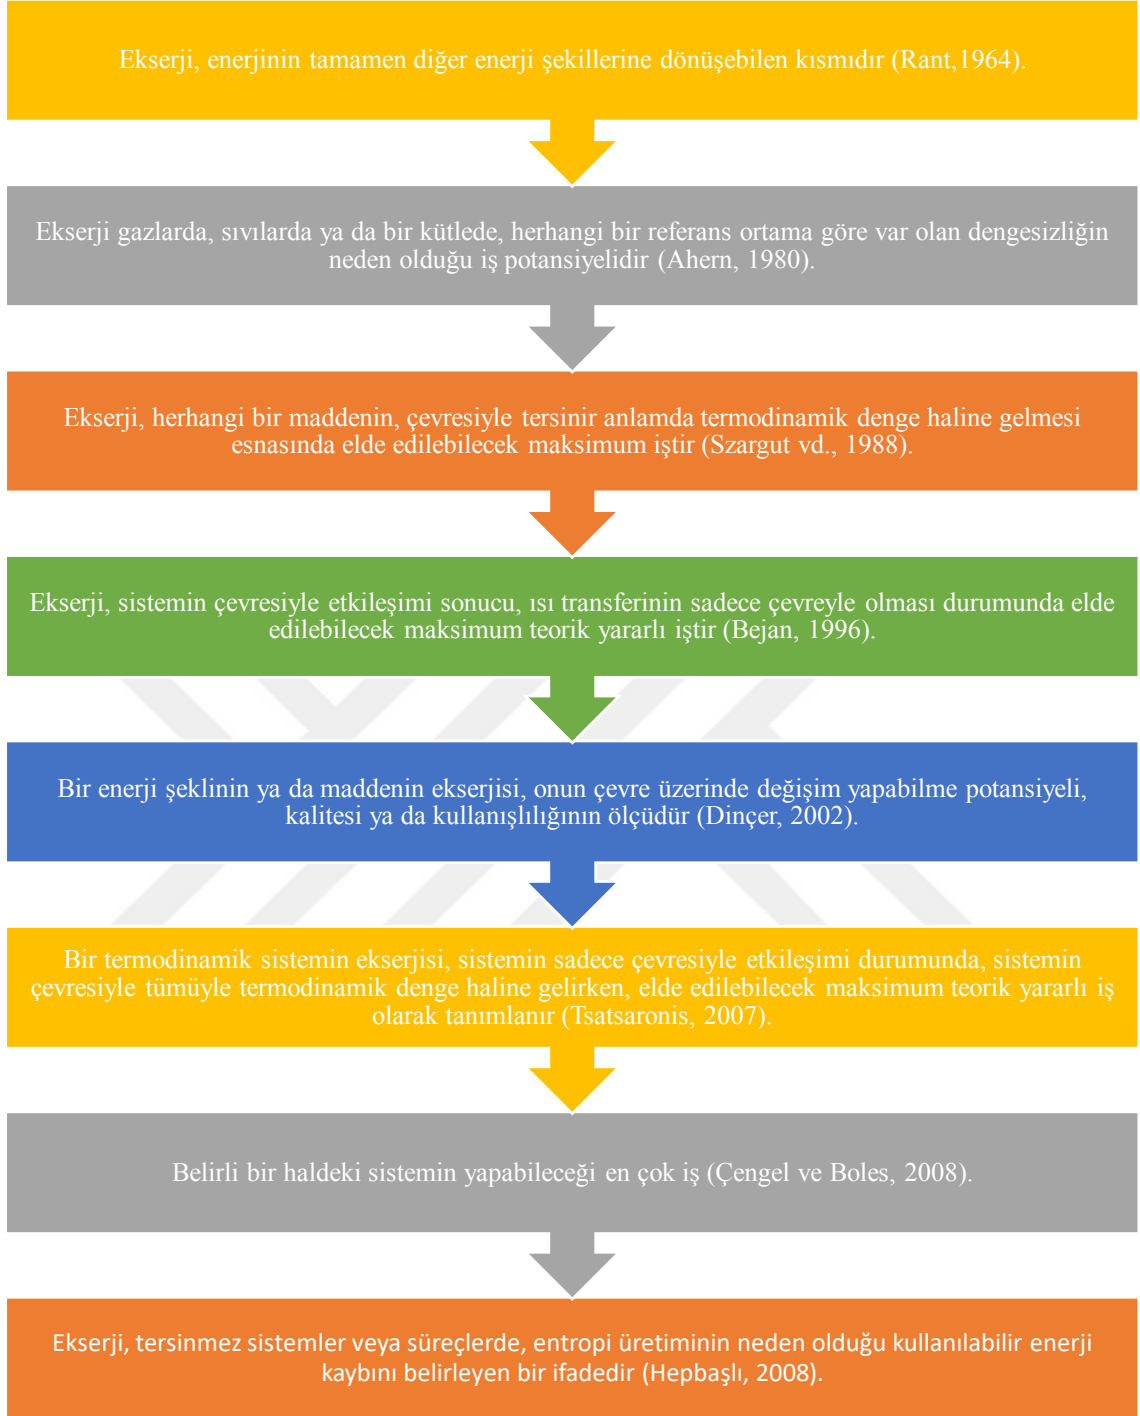 Ekserji, enerjinin tamamen diğer enerji şekillerine dönüşebilen kısmıdır (Rant,1964).
Ekserji gazlarda, sıvılarda ya da bir kütlede, herhangi bir referans ortama göre var olan dengesizliğin
neden olduğu iş potansiyelidir (Ahern, 1980).
Ekserji, herhangi bir maddenin, çevresiyle tersinir anlamda termodinamik denge haline gelmesi
esnasında elde edilebilecek maksimum iştir (Szargut vd., 1988).
Ekserji, sistemin çevresiyle etkileşimi sonucu, ısı transferinin sadece çevreyle olması durumunda elde
edilebilecek maksimum teorik yararlı iştir (Bejan, 1996).
Bir enerji şeklinin ya da maddenin ekserjisi, onun çevre üzerinde değişim yapabilme potansiyeli,
kalitesi ya da kullanışlılığının ölçüdür (Dinçer, 2002).
Bir termodinamik sistemin ekserjisi, sistemin sadece çevresiyle etkileşimi durumunda, sistemin
çevresiyle tümüyle termodinamik denge haline gelirken, elde edilebilecek maksimum teorik yararlı iş
olarak tanımlanır (Tsatsaronis, 2007).
Belirli bir haldeki sistemin yapabileceği en çok iş (Çengel ve Boles, 2008).
Ekserji, tersinmez sistemler veya süreçlerde, entropi üretiminin neden olduğu kullanılabilir enerji
kaybını belirleyen bir ifadedir (Hepbaşlı, 2008).